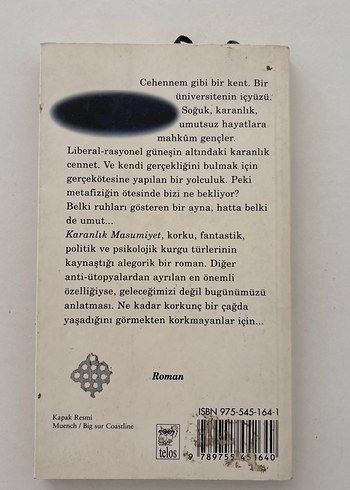 Cehennem gibi bir kent. Bir
üniversitenin içyüzü.
Soğuk, karanlık,
umutsuz hayatlara
mahkûm gençler.
Liberal-rasyonel güneşin altındaki karanlık
cennet. Ve kendi gerçekliğini bulmak için
gerçekötesine yapılan bir yolculuk. Peki
metafiziğin ötesinde bizi ne bekliyor?
Belki ruhları gösteren bir ayna, hatta belki
de umut...
Karanlık Masumiyet, korku, fantastik,
politik ve psikolojik kurgu türlerinin
kaynaştığı alegorik bir roman. Diğer
anti-ütopyalardan ayrılan en önemli
özelliğiyse, geleceğimizi değil bugünümüzü
anlatması. Ne kadar korkunç bir çağda
yaşadığını görmekten korkmayanlar için...
Roman
ISBN 975-545-164-1
Kapak Resmi
Muench / Big sur Coastline
telos
9 789755 451640